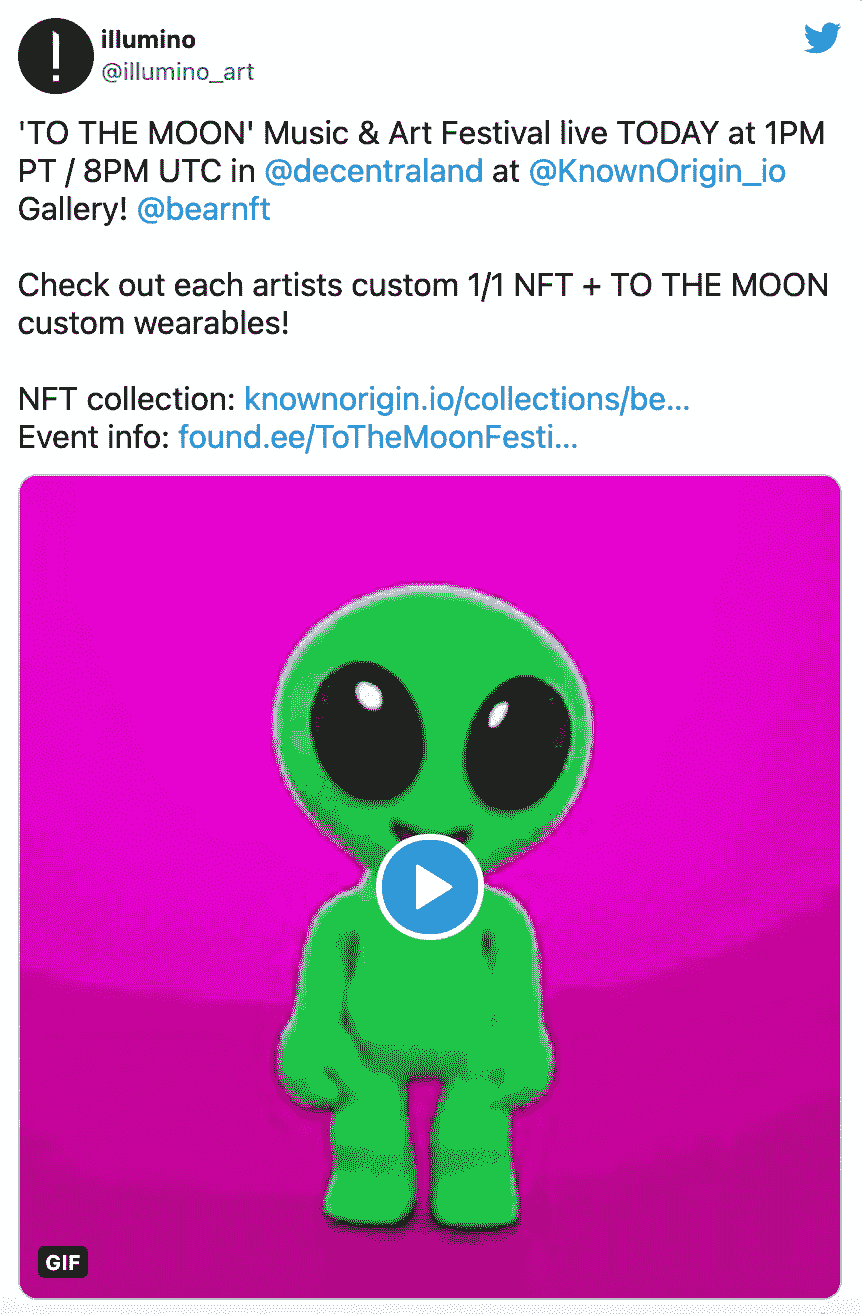 illumino
@illumino_art
'TO THE MOON' Music & Art Festival live TODAY at 1PM
PT / 8PM UTC in @decentraland at @KnownOrigin_io
Gallery! @bearnft
Check out each artists custom 1/1 NFT + TO THE MOON
custom wearables!
NFT collection: knownorigin.io/collections/be...
Event info: found.ee/ToTheMoonFesti...
GIF